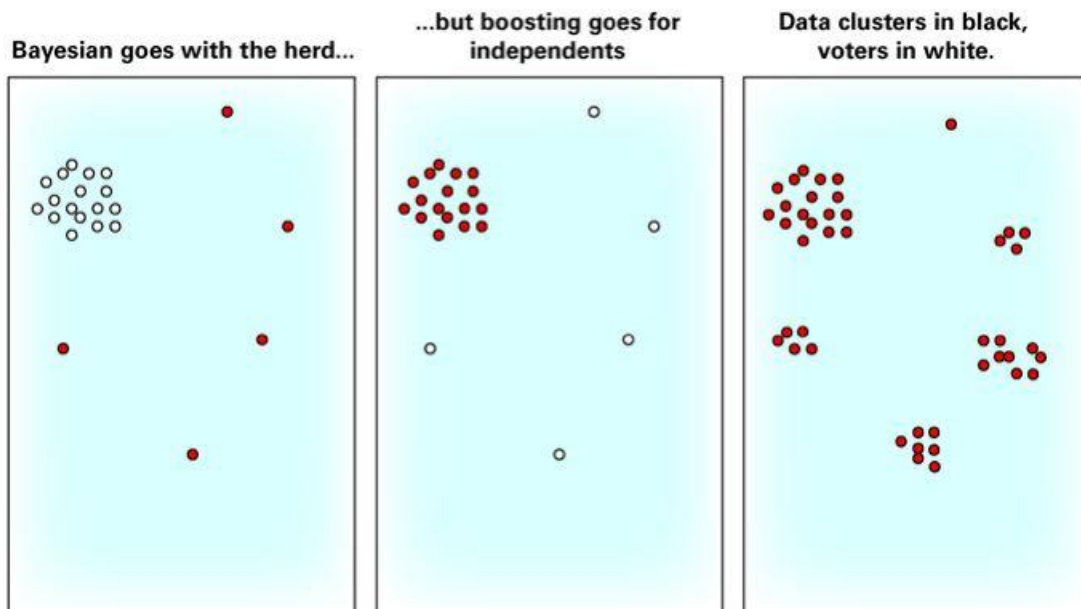 Bayesian goes with the herd...
...but boosting goes for
independents
Data clusters in black,
voters in white.